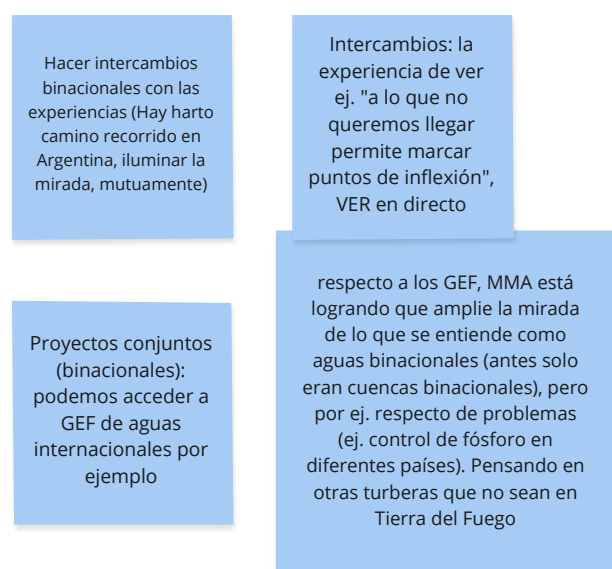 Hacer intercambios
binacionales con las
experiencias (Hay harto
camino recorrido en
Argentina, iluminar la
mirada, mutuamente)
Intercambios: la
experiencia de ver
ej. "a lo que no
queremos llegar
permite marcar
puntos de inflexión",
VER en directo
Proyectos conjuntos
(binacionales):
podemos acceder a
GEF de aguas
internacionales por
ejemplo
respecto a los GEF, MMA está
logrando que amplie la mirada
de lo que se entiende como
aguas binacionales (antes solo
eran cuencas binacionales), pero
por ej. respecto de problemas
(ej. control de fósforo en
diferentes países). Pensando en
otras turberas que no sean en
Tierra del Fuego